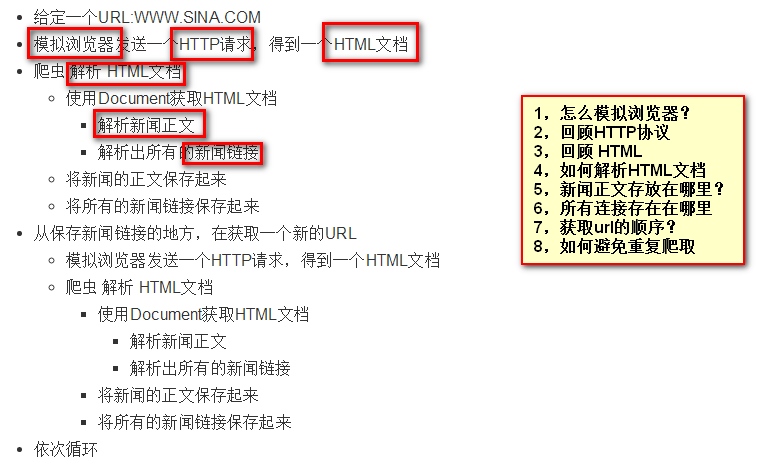 给定一个URL:WWW.SINA.COM
模拟浏览器发送一个HTTP请求，得到一个HTML文档
爬虫 解析 HTML文档
使用Document获取HTML文档
解析新闻正文
解析出所有的新闻链接
将新闻的正文保存起来
将所有的新闻链接保存起来
从保存新闻链接的地方，在获取一个新的URL
模拟浏览器发送一个HTTP请求，得到一个HTML文档
爬虫 解析 HTML文档
使用Document获取HTML文档
解析新闻正文
解析出所有的新闻链接
将新闻的正文保存起来
将所有的新闻链接保存起来
依次循环
1，怎么模拟浏览器？
2，回顾HTTP协议
3，回顾 HTML
4，如何解析HTML文档
5，新闻正文存放在哪里？
6，所有连接存在在哪里
7，获取url的顺序？
8，如何避免重复爬取